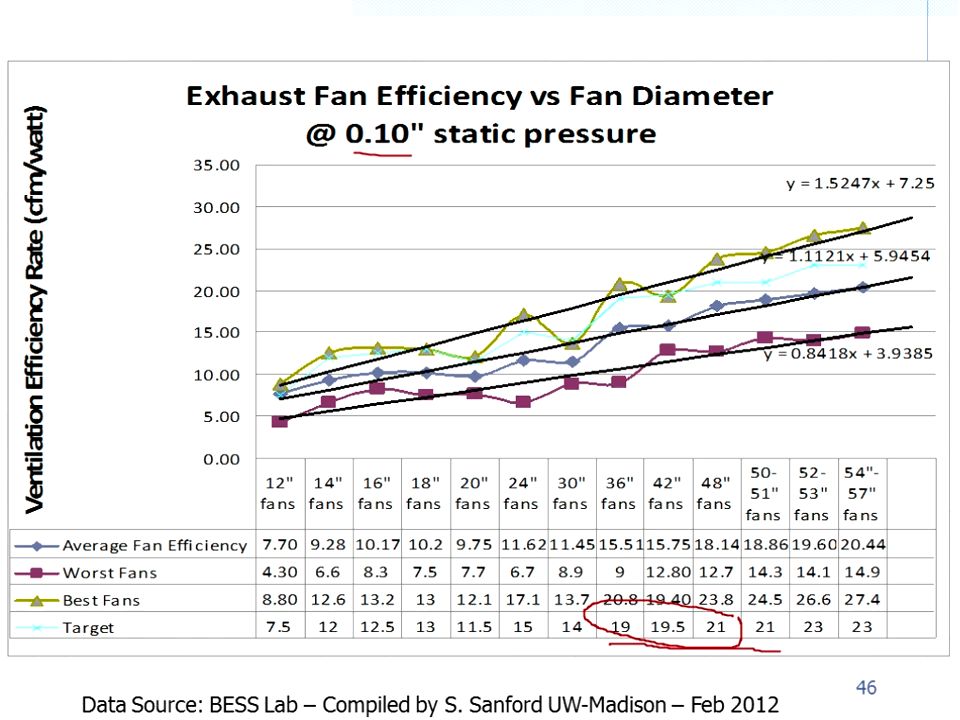 Exhaust Fan Efficiency vs Fan Diameter
@ 0.10" static pressure
Ventilation Efficiency Rate (cfm/watt)
35.00
30.00
25.00
20.00
15.00
10.00
5.00
0.00
y = 1.5247x + 7.25
y = 1.1121x + 5.9454
y = 0.8418x + 3.9385
12" fans 14" fans 16" fans 18" fans 20" fans 24" fans 30" fans 36" fans 42" fans 48" fans 50-51" fans 52-53" fans 54"-57" fans
Average Fan Efficiency 7.70 9.28 10.17 10.2 9.75 11.62 11.45 15.51 15.75 18.14 18.86 19.60 20.44
Worst Fans 4.30 6.6 8.3 7.5 7.7 6.7 8.9 9 12.80 12.7 14.3 14.1 14.9
Best Fans 8.80 12.6 13.2 13 12.1 17.1 13.7 20.8 19.40 23.8 24.5 26.6 27.4
Target 7.5 12 12.5 13 11.5 15 14 19 19.5 21 21 23 23
46
Data Source: BESS Lab – Compiled by S. Sanford UW-Madison – Feb 2012